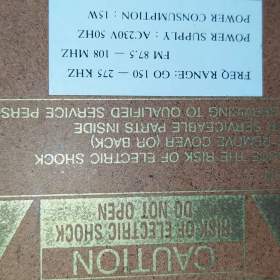 CAUTION
RISK OF ELECTRIC SHOCK
DO NOT OPEN
THE RISK OF ELECTRIC SHOCK
REMOVE COVER (OR BACK)
SERVICEABLE PARTS INSIDE
TO QUALIFIED SERVICE PERS
FREQ RANGE: GO 150 — 275 KHZ
FM 87.5 — 108 MHZ
POWER SUPPLY : AC230V 50HZ
POWER CONSUMPTION : 15W